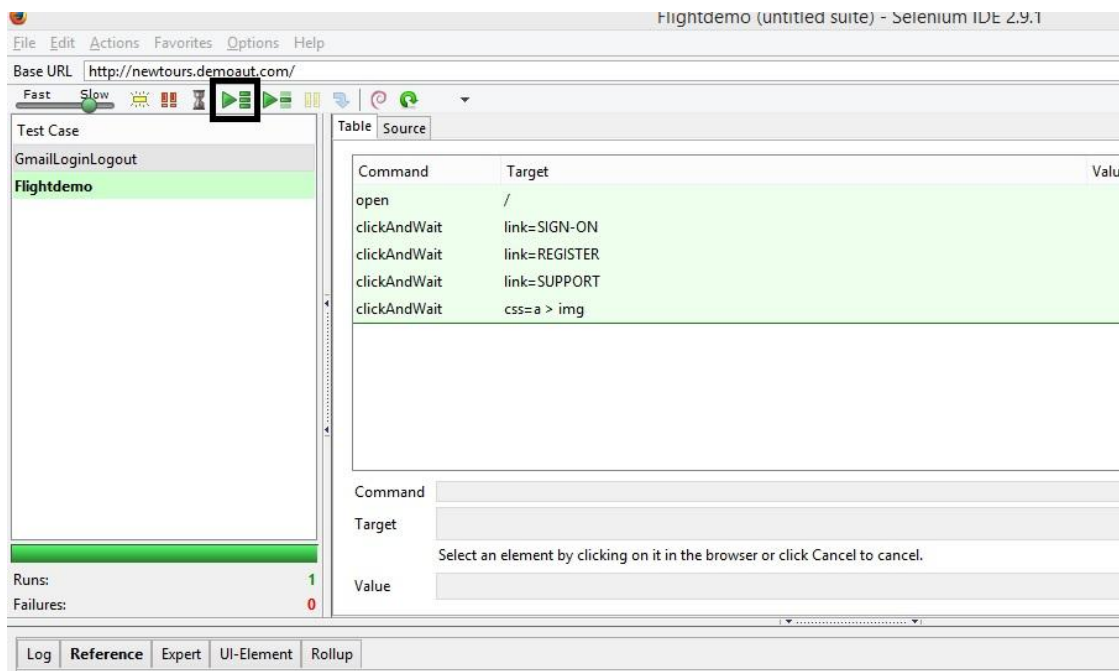 Flightdemo (untitled suite) - Selenium IDE 2.9.1
File Edit Actions Favorites Options Help
Base URL http://newtours.demoaut.com/
Fast Slow
Test Case
GmailLoginLogout
Flightdemo
Table Source
Command Target Valu
open /
clickAndWait link=SIGN-ON
clickAndWait link=REGISTER
clickAndWait link=SUPPORT
clickAndWait css=a > img
Command
Target
Select an element by clicking on it in the browser or click Cancel to cancel.
Value
Runs: 1
Failures: 0
Log Reference Expert UI-Element Rollup